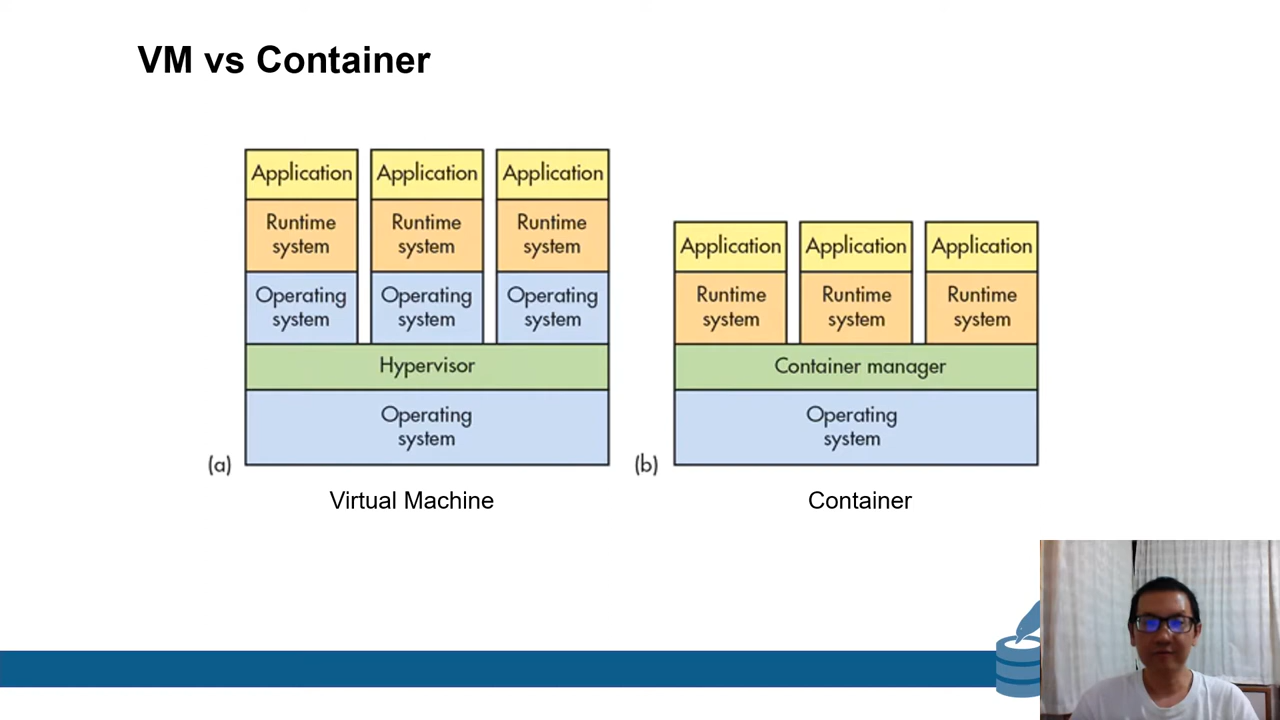 VM vs Container
Application Application Application
Runtime Runtime Runtime
system system system
Operating Operating Operating
system system system
Hypervisor
Operating
system
(a)
Virtual Machine
Application Application Application
Runtime Runtime Runtime
system system system
Container manager
Operating
system
(b)
Container